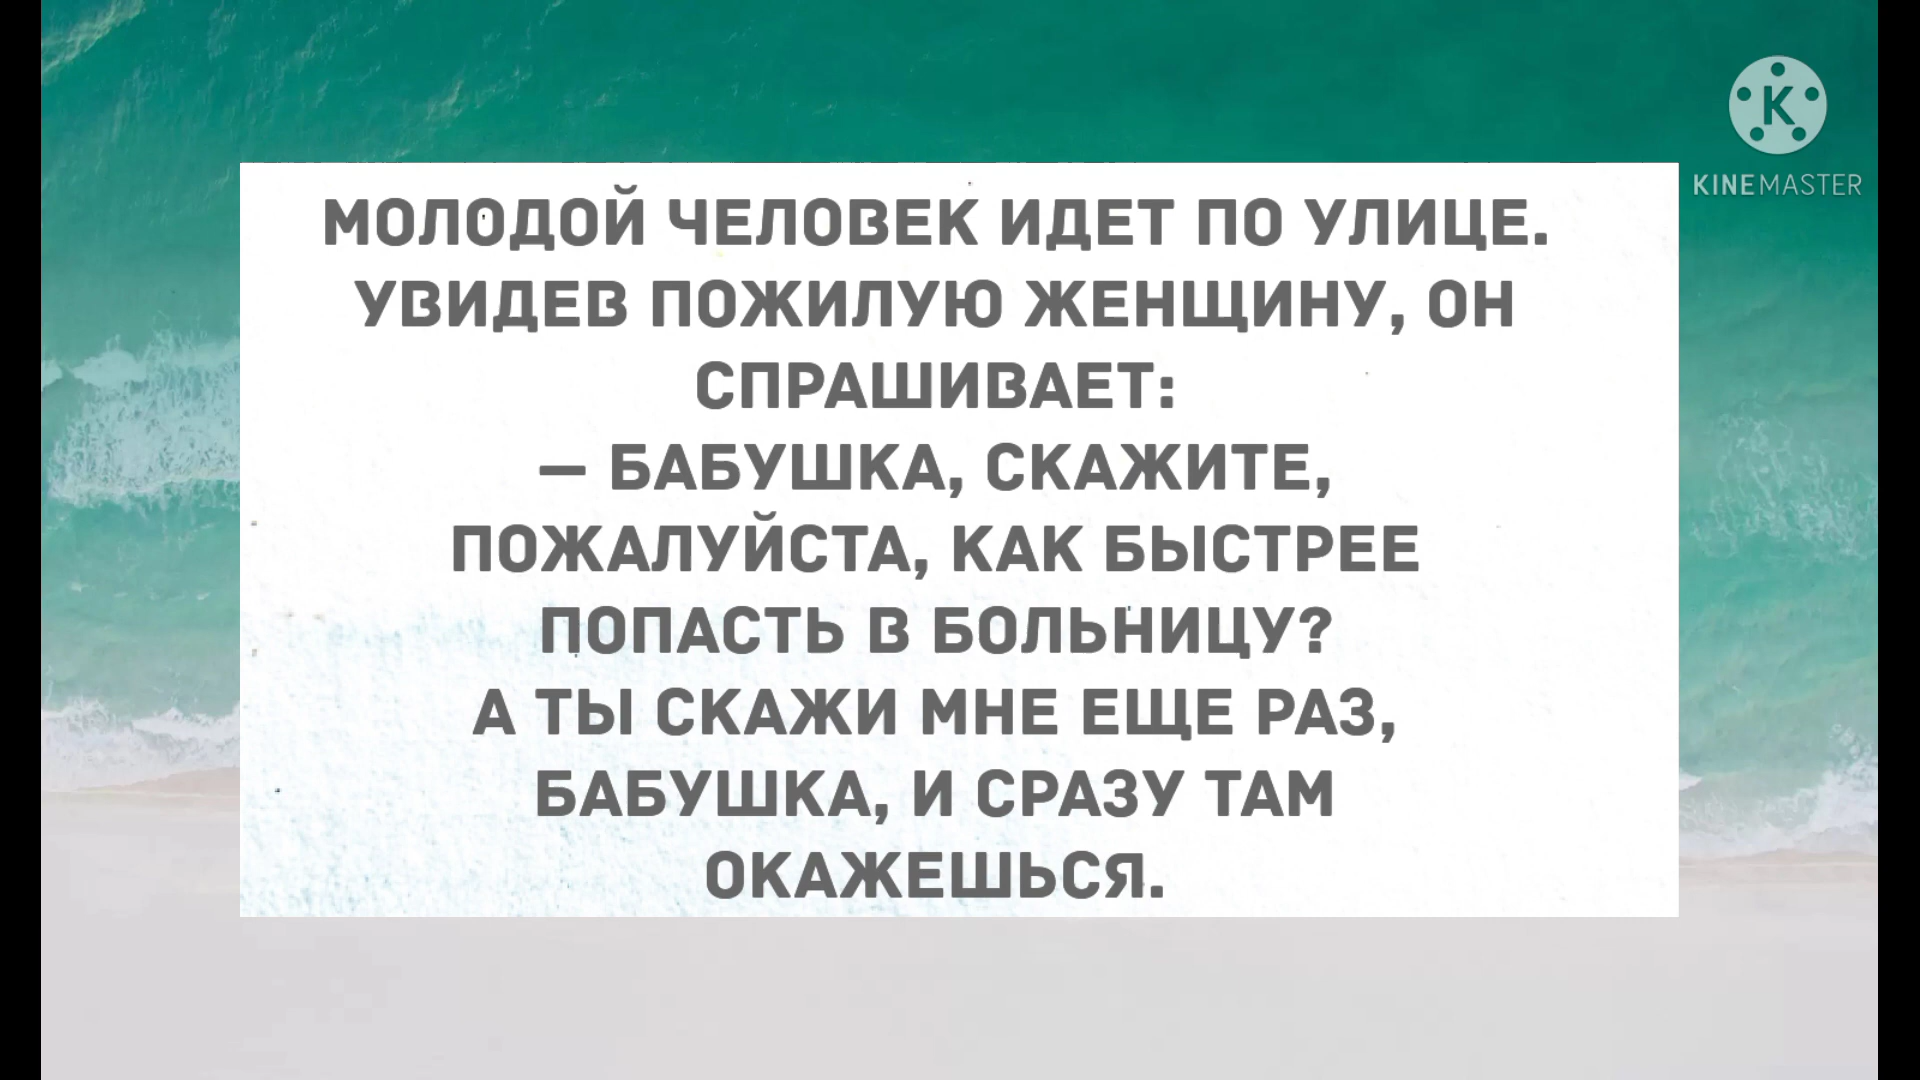 МОЛОДОЙ ЧЕЛОВЕК ИДЕТ ПО УЛИЦЕ.
УВИДЕВ ПОЖИЛУЮ ЖЕНЩИНУ, ОН
СПРАШИВАЕТ:
— БАБУШКА, СКАЖИТЕ,
ПОЖАЛУЙСТА, КАК БЫСТРЕЕ
ПОПАСТЬ В БОЛЬНИЦУ?
А ТЫ СКАЖИ МНЕ ЕЩЕ РАЗ,
БАБУШКА, И СРАЗУ ТАМ
ОКАЖЕШЬСЯ.
K
KINEMASTER